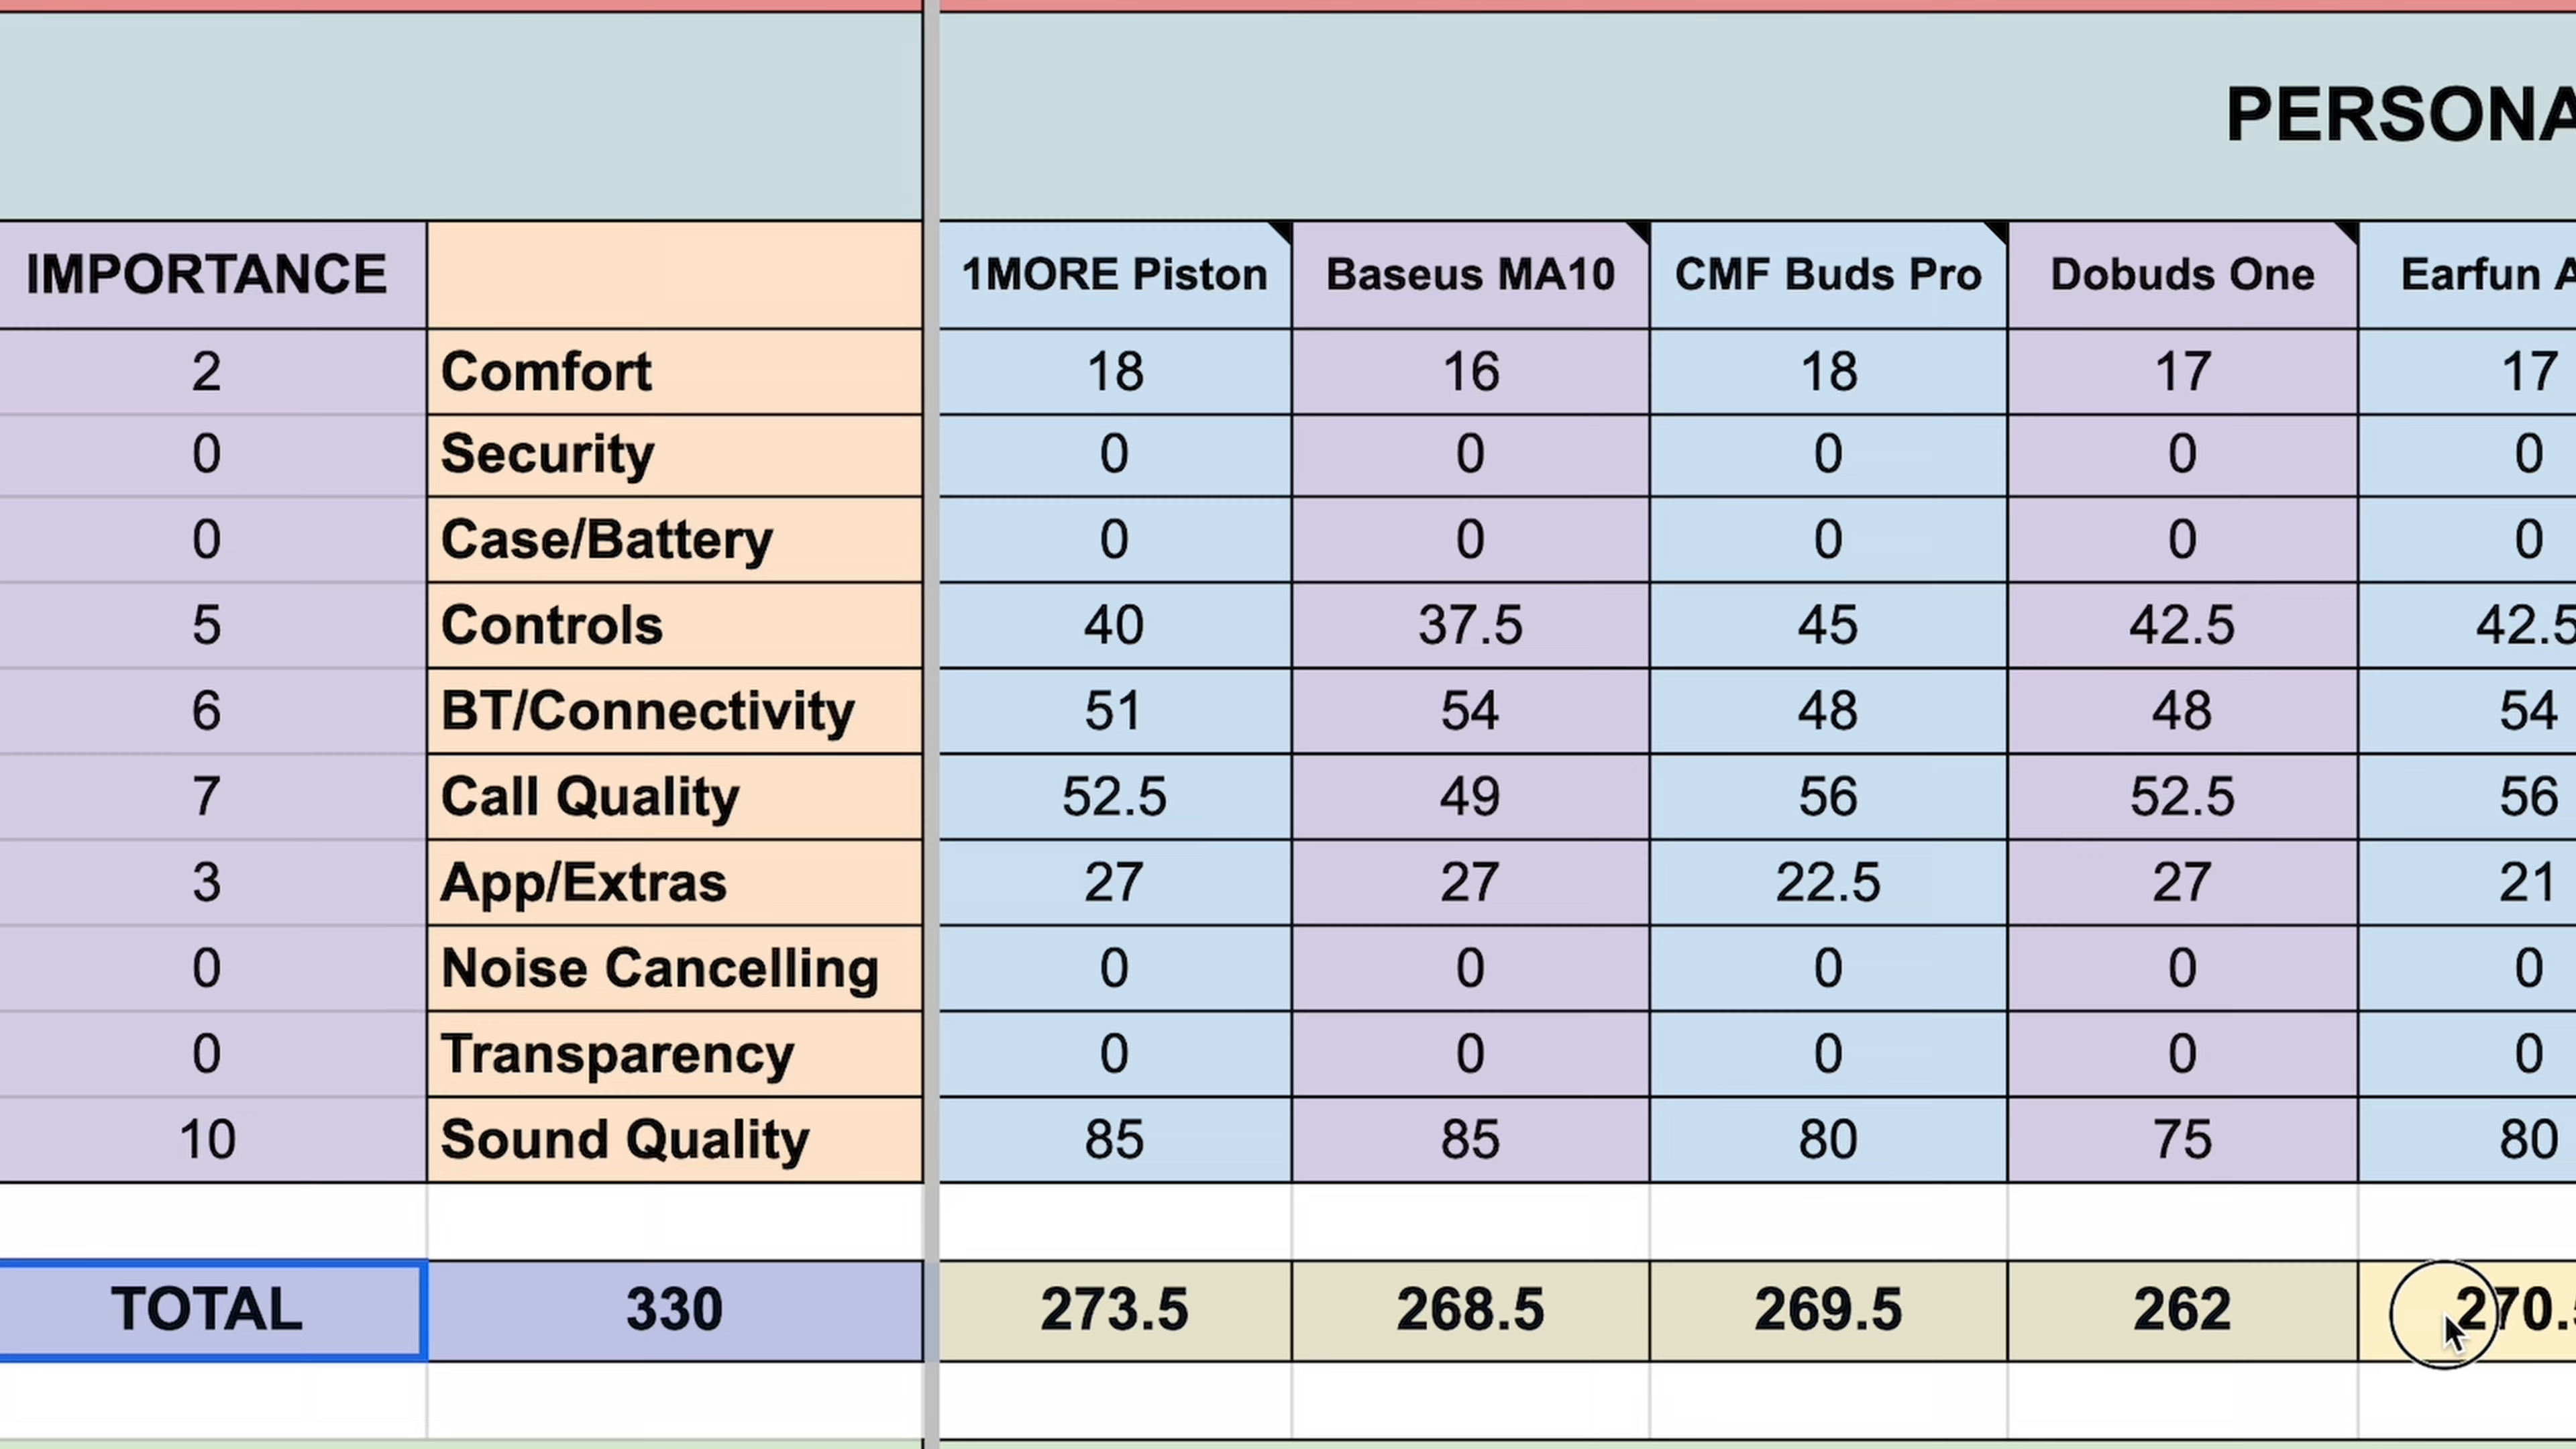 PERSONA
IMPORTANCE 1MORE Piston Baseus MA10 CMF Buds Pro Dobuds One Earfun A
2 Comfort 18 16 18 17 17
0 Security 0 0 0 0 0
0 Case/Battery 0 0 0 0 0
5 Controls 40 37.5 45 42.5 42.5
6 BT/Connectivity 51 54 48 48 54
7 Call Quality 52.5 49 56 52.5 56
3 App/Extras 27 27 22.5 27 21
0 Noise Cancelling 0 0 0 0 0
0 Transparency 0 0 0 0 0
10 Sound Quality 85 85 80 75 80
TOTAL 330 273.5 268.5 269.5 262 270.5